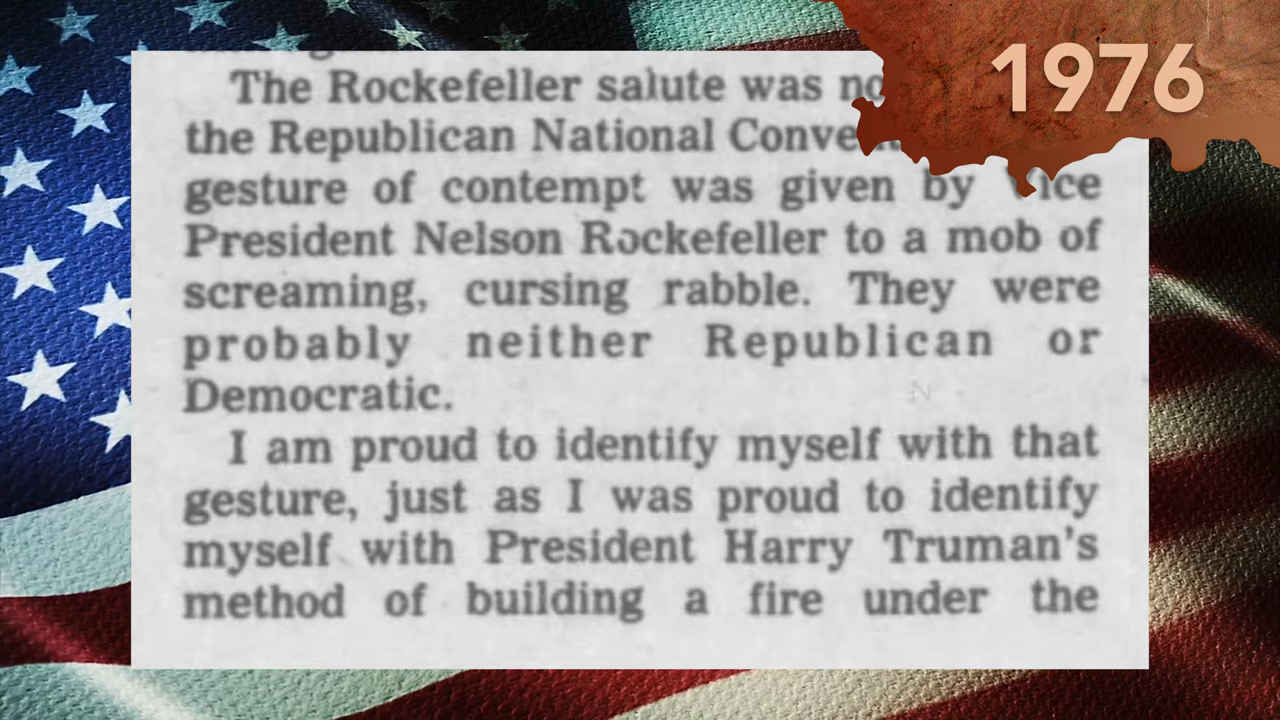 1976
The Rockefeller salute was
the Republican National
gesture of contempt was given by Vice
President Nelson Rockefeller to a mob of
screaming, cursing rabble. They were
probably neither Republican or
Democratic.
I am proud to identify myself with that
gesture, just as I was proud to identify
myself with President Harry Truman's
method of building a fire under the